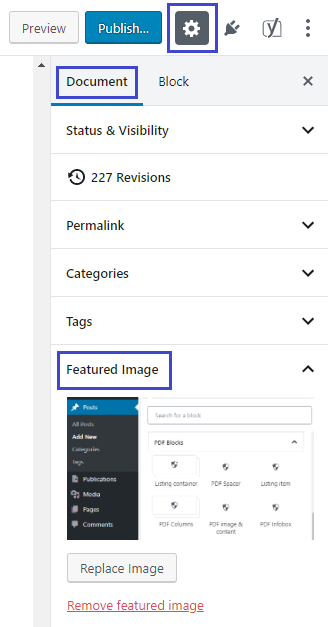 Preview Publish...
Document Block
Status & Visibility
227 Revisions
Permalink
Categories
Tags
Featured Image
Posts
All Posts
Add New
Categories
Tags
Publications
Media
Pages
Comments
Search for a block
PDF Blocks
Listing container PDF Spacer Listing item
PDF Columns PDF image & content PDF Infobox
Replace Image
Remove featured image